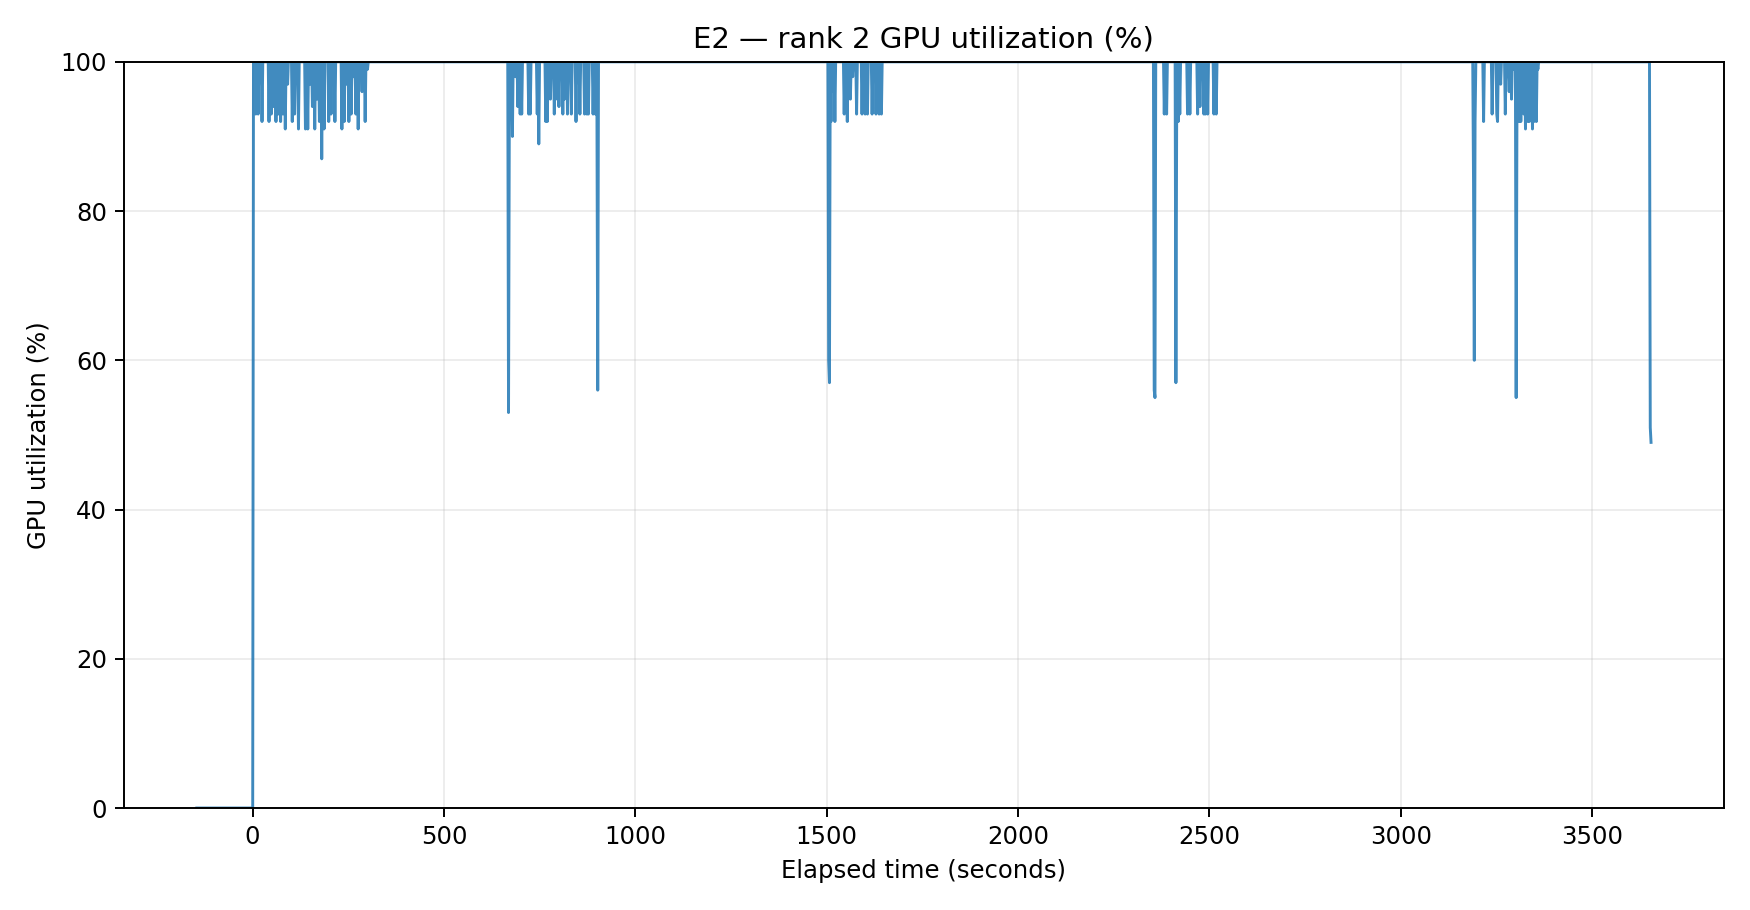 E2 — rank 2 GPU utilization (%)
100
80
60
40
20
0
GPU utilization (%)
0 500 1000 1500 2000 2500 3000 3500
Elapsed time (seconds)